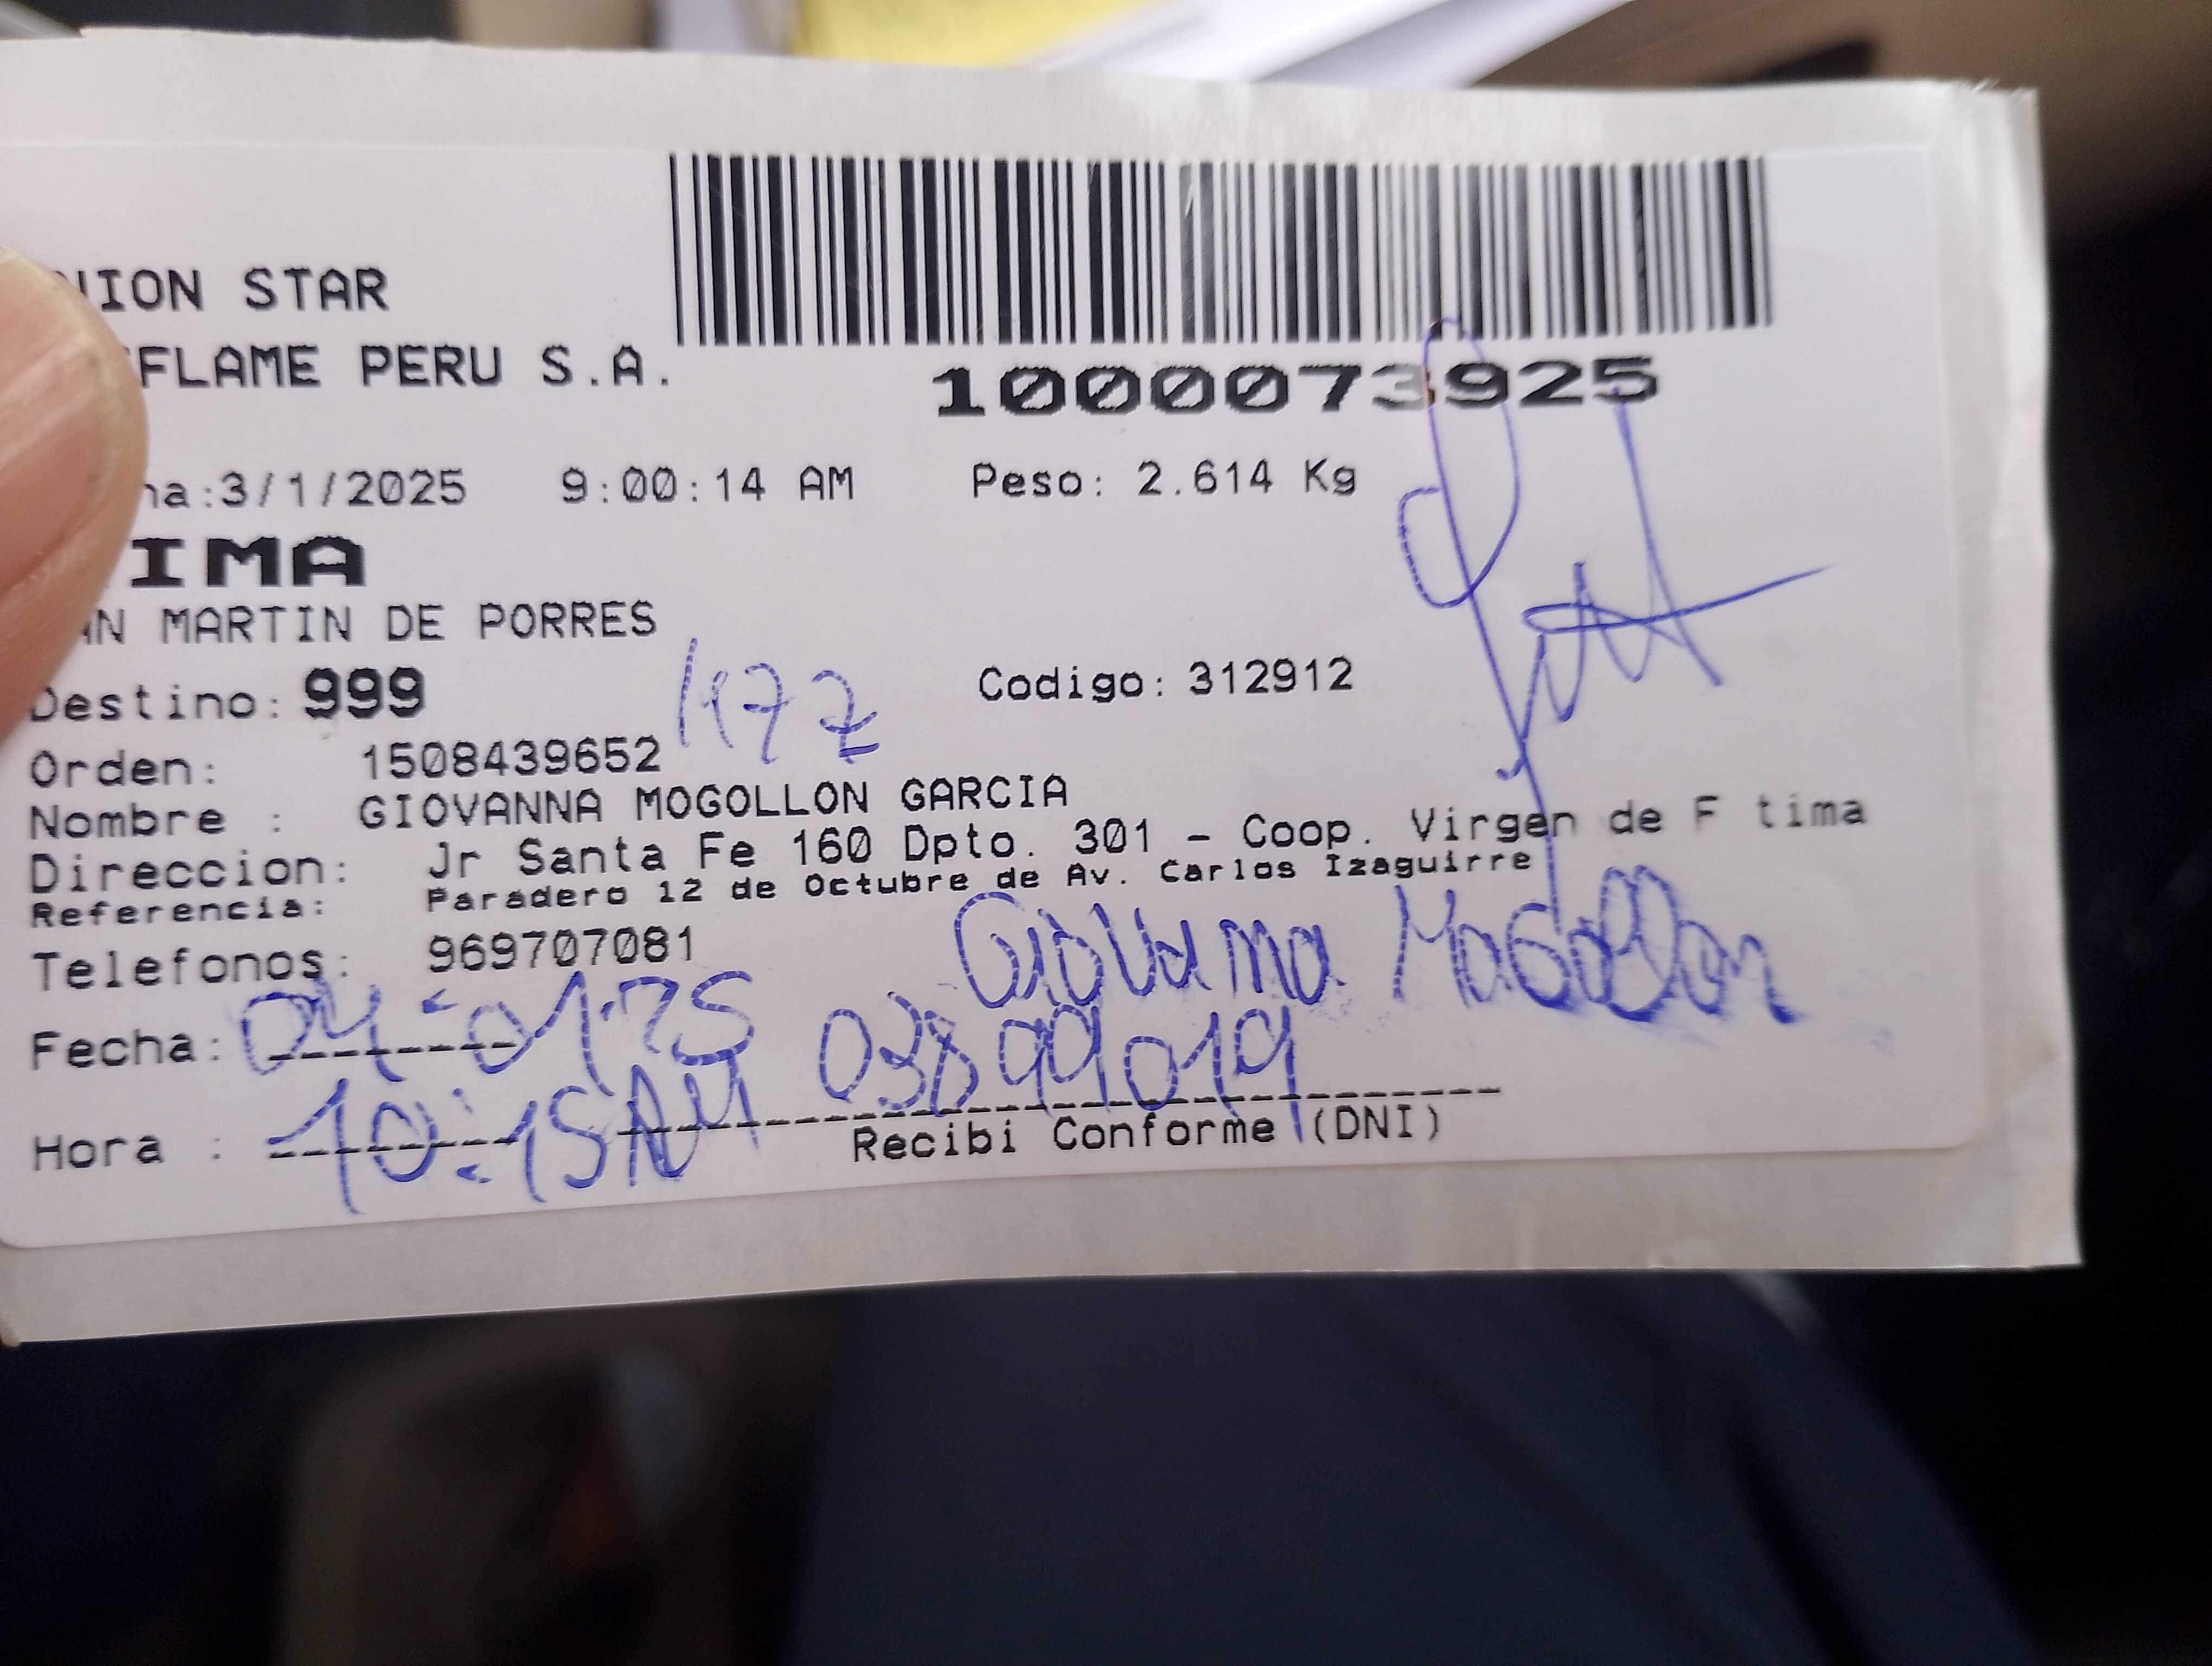 NION STAR
FLAME PERU S.A.
1000073925
ha:3/1/2025 9:00:14 AM Peso: 2.614 Kg
IMA
AN MARTIN DE PORRES
Destino: 999 Codigo: 312912
Orden: 1508439652
Nombre : GIOVANNA MOGOLLON GARCIA
Direccion: Jr Santa Fe 160 Dpto. 301 - Coop. Virgen de F tima
Referencia: Paradero 12 de Octubre de Av. Carlos Izaguirre
Telefonos: 969707081
Giovanna Mogollon
Fecha: 04-01-25 03899019
Hora : 10:15AM
Recibi Conforme (DNI)